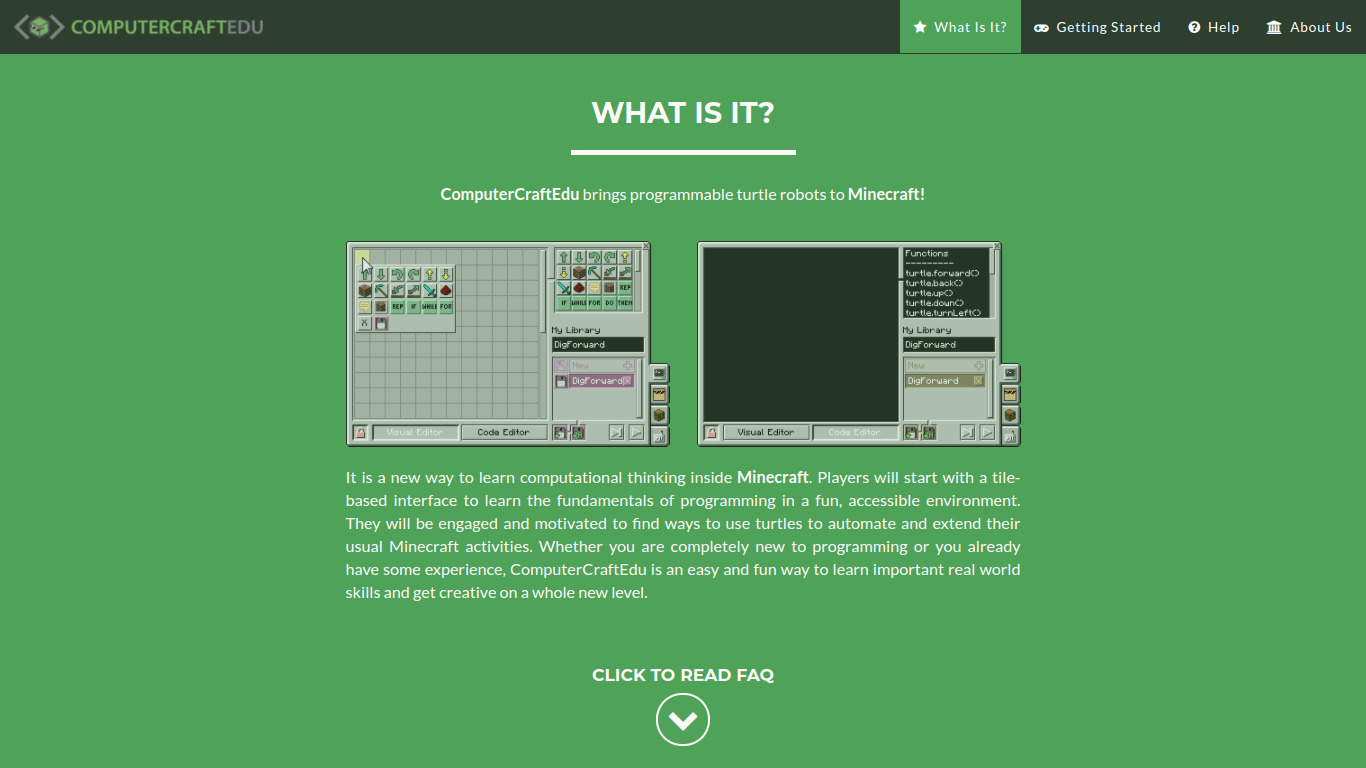 COMPUTERCRAFTEDU
What Is It?
Getting Started
Help
About Us
WHAT IS IT?
ComputerCraftEdu brings programmable turtle robots to Minecraft!
REP IF WHILE FOR
REP
IF WHILE FOR DO THEN
My Library
DigForward
New
DigForward
Visual Editor
Code Editor
Functions
----------
turtle.forward()
turtle.back()
turtle.up()
turtle.down()
turtle.turnLeft()
My Library
DigForward
New
DigForward
Visual Editor
Code Editor
It is a new way to learn computational thinking inside Minecraft. Players will start with a tile-
based interface to learn the fundamentals of programming in a fun, accessible environment.
They will be engaged and motivated to find ways to use turtles to automate and extend their
usual Minecraft activities. Whether you are completely new to programming or you already
have some experience, ComputerCraftEdu is an easy and fun way to learn important real world
skills and get creative on a whole new level.
CLICK TO READ FAQ